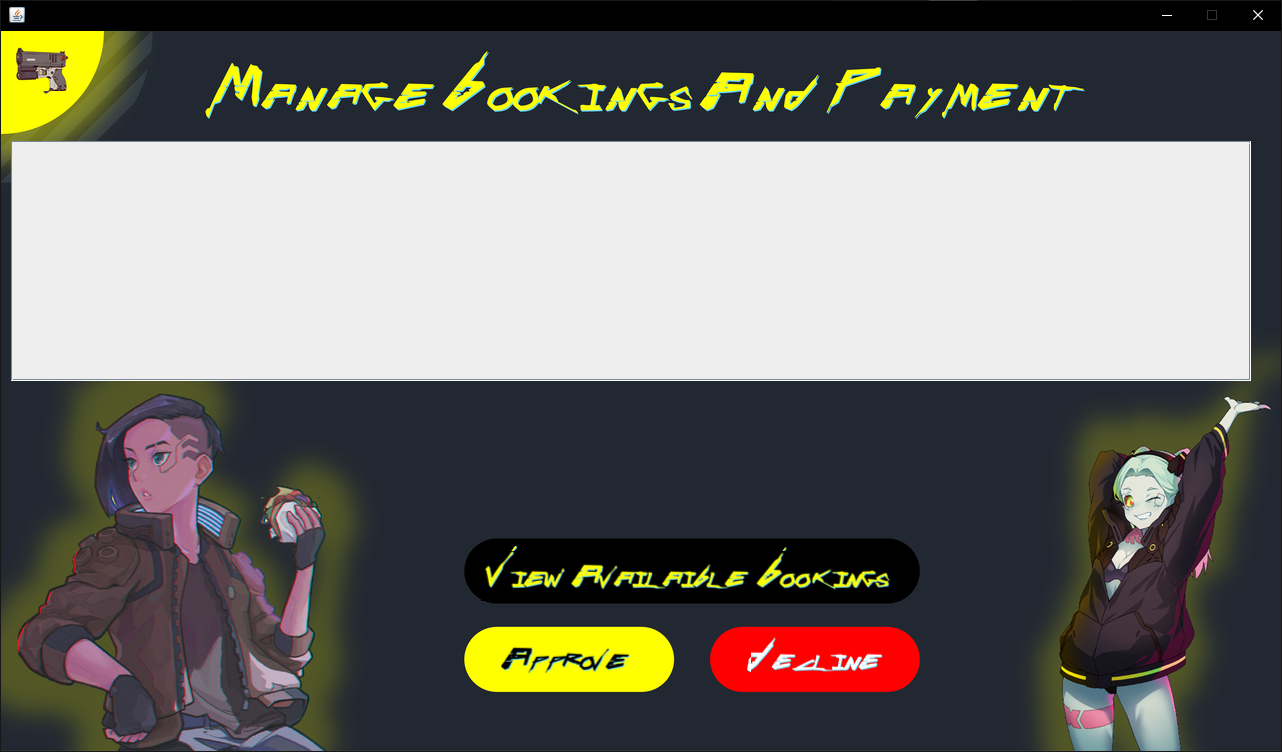 Manage Bookings And Payment
View Available Bookings
Approve
Decline